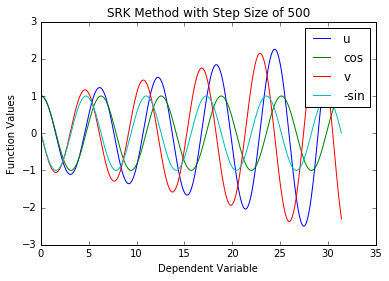 SRK Method with Step Size of 500
3
2
1
0
−1
−2
−3
Function Values
u
cos
v
-sin
0 5 10 15 20 25 30 35
Dependent Variable